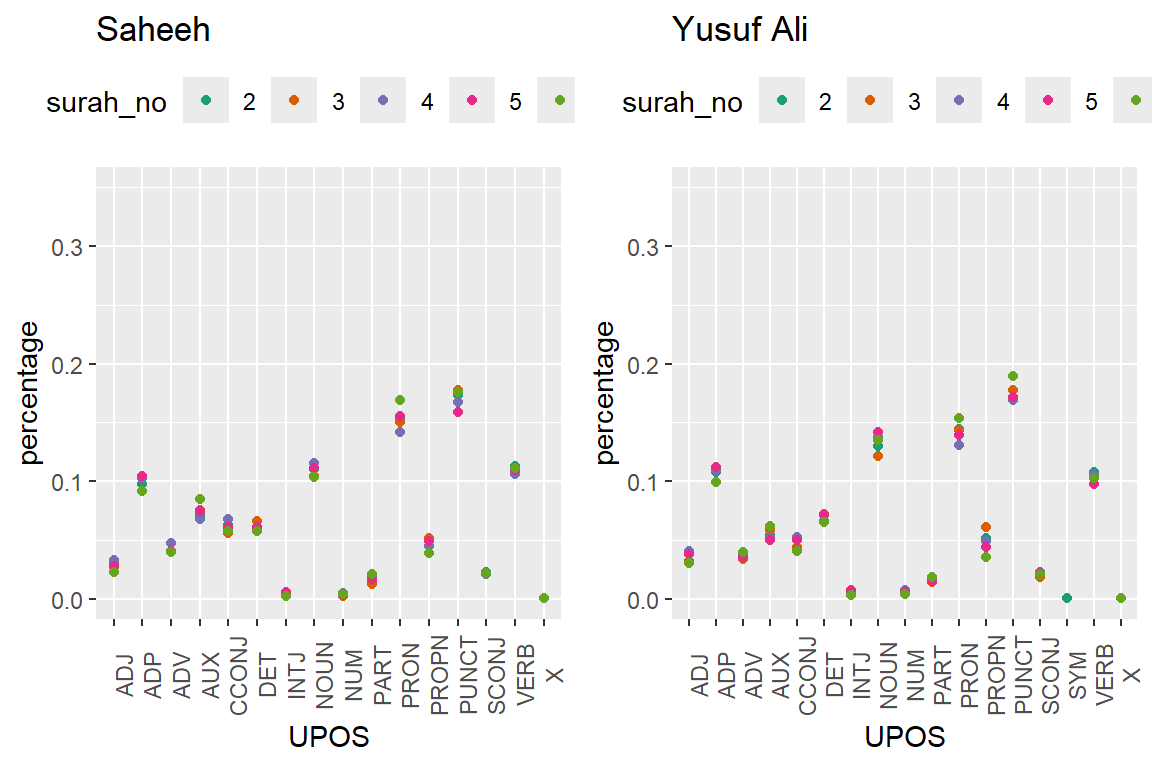 Saheeh
surah_no 2 3 4 5
percentage
0.3
0.2
0.1
0.0
ADJ
ADP
ADV
AUX
CCONJ
DET
INTJ
NOUN
NUM
PART
PRON
PROPN
PUNCT
SCONJ
VERB
X
UPOS
Yusuf Ali
surah_no 2 3 4 5
percentage
0.3
0.2
0.1
0.0
ADJ
ADP
ADV
AUX
CCONJ
DET
INTJ
NOUN
NUM
PART
PRON
PROPN
PUNCT
SCONJ
SYM
VERB
X
UPOS